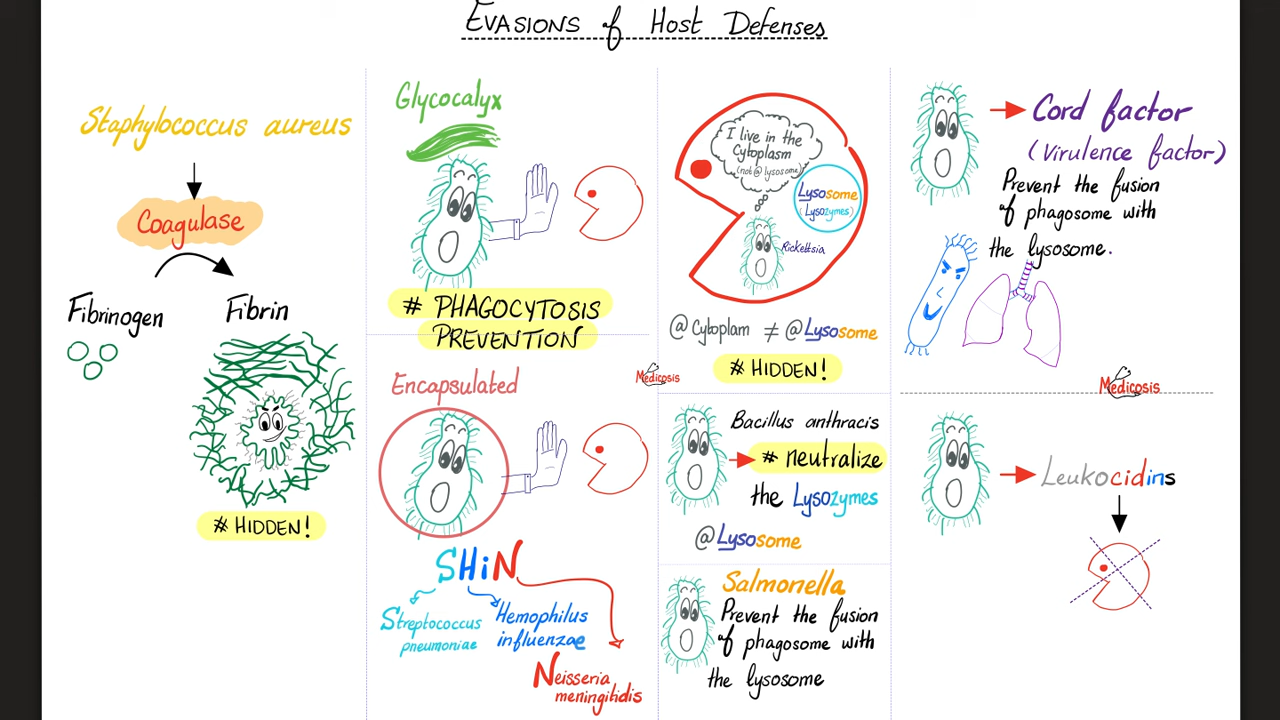 Evasions of Host Defenses
Staphylococcus aureus
Coagulase
Fibrinogen
Fibrin
# HIDDEN!
Glycocalyx
# PHAGOCYTOSIS
PREVENTION
Encapsulated
SHiN
Streptococcus
pneumoniae
Hemophilus
influenzae
Neisseria
meningitidis
Medicosis
I live in the
Cytoplasm
(not @ lysosome)
Lysosome
(Lysozymes)
Rickettsia
@ Cytoplam ≠ @ Lysosome
# HIDDEN!
Bacillus anthracis
# neutralize
the Lysozymes
@ Lysosome
Salmonella
Prevent the fusion
of phagosome with
the lysosome
Cord factor
(Virulence factor)
Prevent the fusion
of phagosome with
the lysosome.
Medicosis
Leukocidins